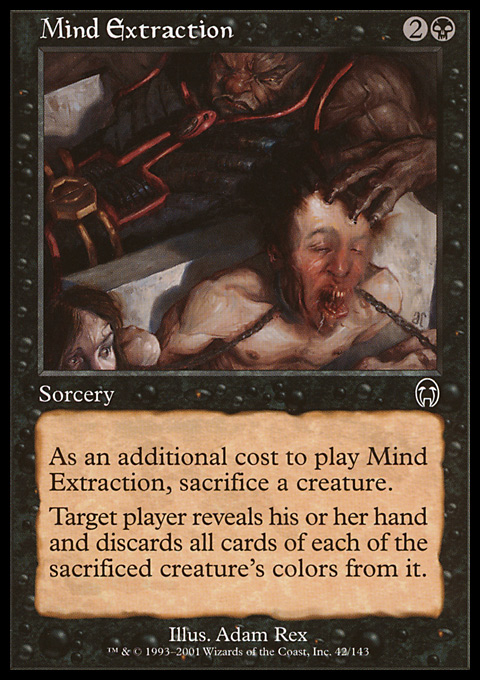 Mind Extraction 2
Sorcery
As an additional cost to play Mind
Extraction, sacrifice a creature.
Target player reveals his or her hand
and discards all cards of each of the
sacrificed creature's colors from it.
Illus. Adam Rex
™ & © 1993–2001 Wizards of the Coast, Inc. 42/143